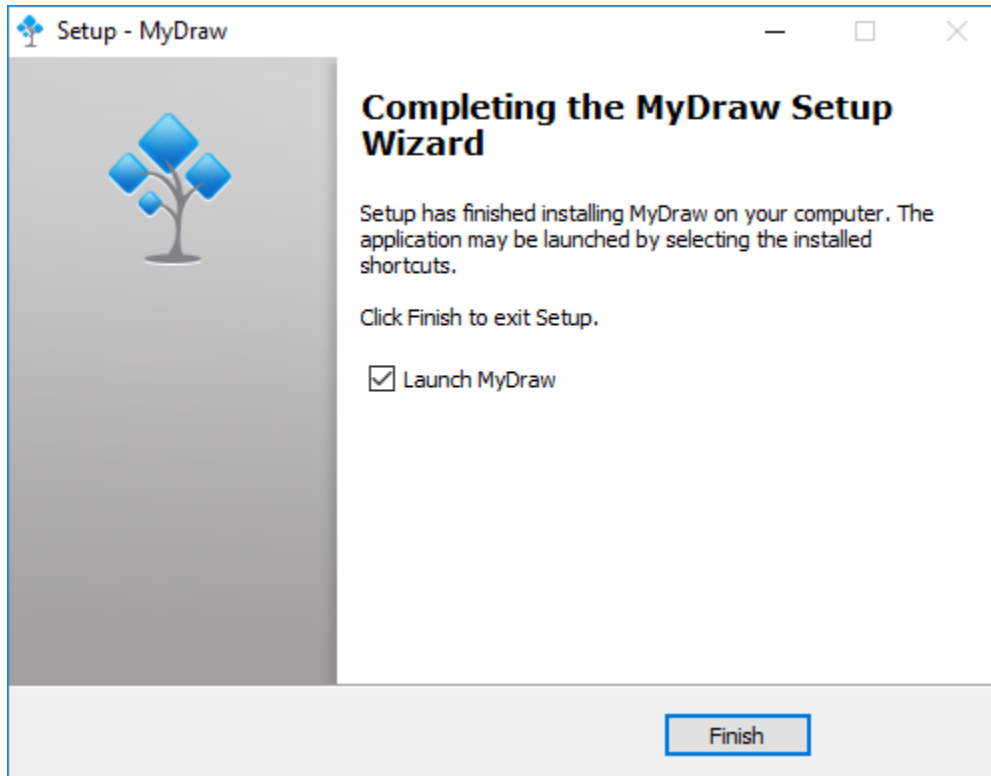 Setup - MyDraw
Completing the MyDraw Setup
Wizard
Setup has finished installing MyDraw on your computer. The
application may be launched by selecting the installed
shortcuts.
Click Finish to exit Setup.
Launch MyDraw
Finish